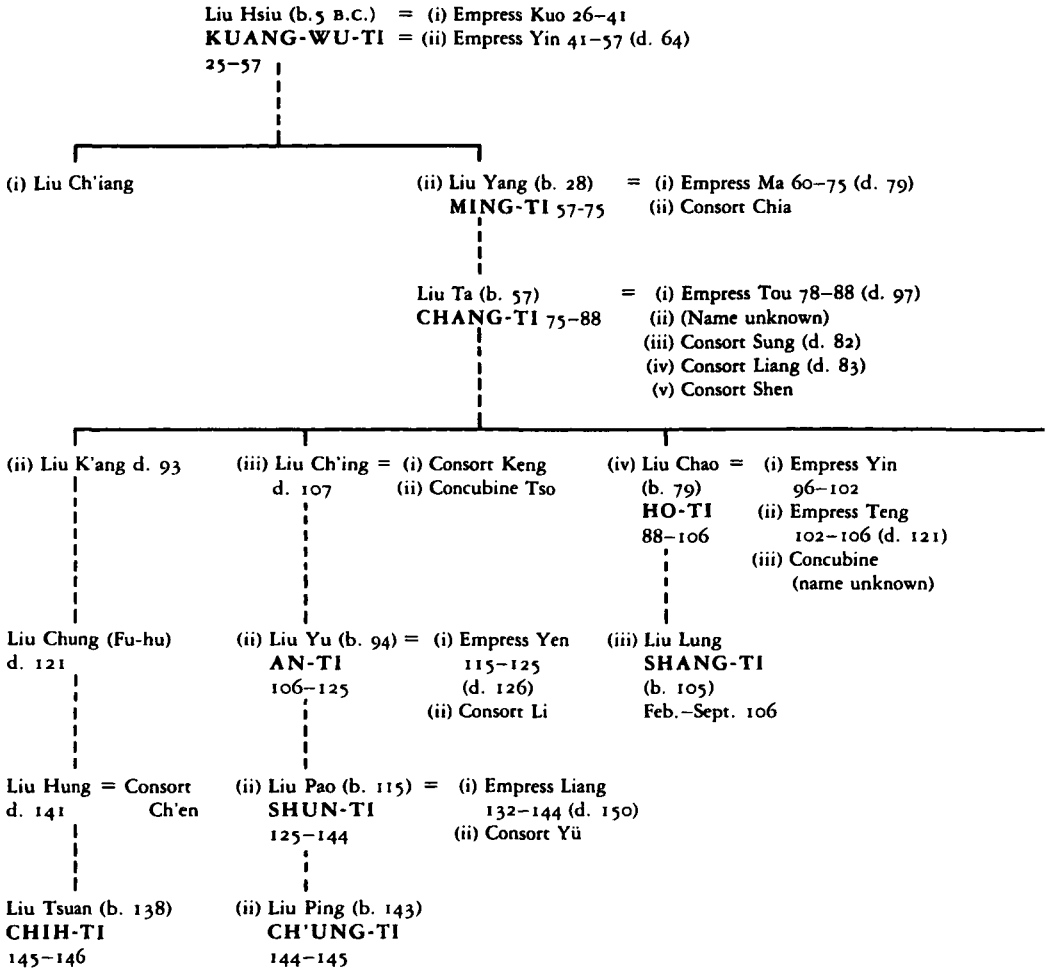 Liu Hsiu (b. 5 B.C.) = (i) Empress Kuo 26–41
KUANG-WU-TI = (ii) Empress Yin 41–57 (d. 64)
25–57
(i) Liu Ch'iang
(ii) Liu Yang (b. 28) = (i) Empress Ma 60–75 (d. 79)
MING-TI 57-75 (ii) Consort Chia
Liu Ta (b. 57) = (i) Empress Tou 78–88 (d. 97)
CHANG-TI 75–88 (ii) (Name unknown)
(iii) Consort Sung (d. 82)
(iv) Consort Liang (d. 83)
(v) Consort Shen
(ii) Liu K'ang d. 93
(iii) Liu Ch'ing = (i) Consort Keng
d. 107 (ii) Concubine Tso
(iv) Liu Chao = (i) Empress Yin
(b. 79) 96–102
HO-TI (ii) Empress Teng
88–106 102–106 (d. 121)
(iii) Concubine
(name unknown)
Liu Chung (Fu-hu)
d. 121
(ii) Liu Yu (b. 94) = (i) Empress Yen
AN-TI 115–125
106–125 (d. 126)
(ii) Consort Li
(iii) Liu Lung
SHANG-TI
(b. 105)
Feb.–Sept. 106
Liu Hung = Consort
d. 141 Ch'en
(ii) Liu Pao (b. 115) = (i) Empress Liang
SHUN-TI 132–144 (d. 150)
125–144 (ii) Consort Yü
Liu Tsuan (b. 138)
CHIH-TI
145–146
(ii) Liu Ping (b. 143)
CH'UNG-TI
144–145